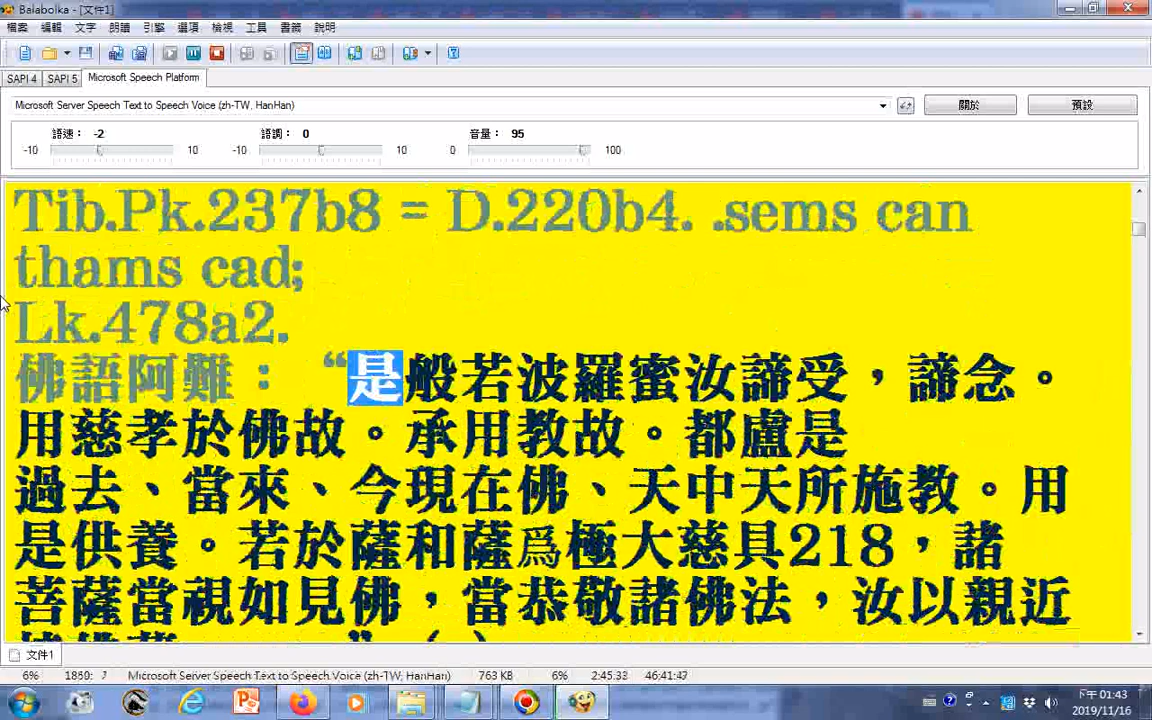 Balabolka - [文件1]
檔案 編輯 文字 朗讀 引擎 選項 檢視 工具 書籤 說明
SAPI 4 SAPI 5 Microsoft Speech Platform
Microsoft Server Speech Text to Speech Voice (zh-TW, HanHan)
關於 預設
語速： -2 語調： 0 音量： 95
-10 10 -10 10 0 100
Tib.Pk.237b8 = D.220b4. .sems can
thams cad;
Lk.478a2.
佛語阿難：“是般若波羅蜜汝諦受，諦念。
用慈孝於佛故。承用教故。都盧是
過去、當來、今現在佛、天中天所施教。用
是供養。若於薩和薩爲極大慈具218，諸
菩薩當視如見佛，當恭敬諸佛法，汝以親近
文件1
6% Microsoft Server Speech Text to Speech Voice (zh-TW, HanHan) 763 KB 6% 2:45:33 46:41:47
下午 01:43
2019/11/16